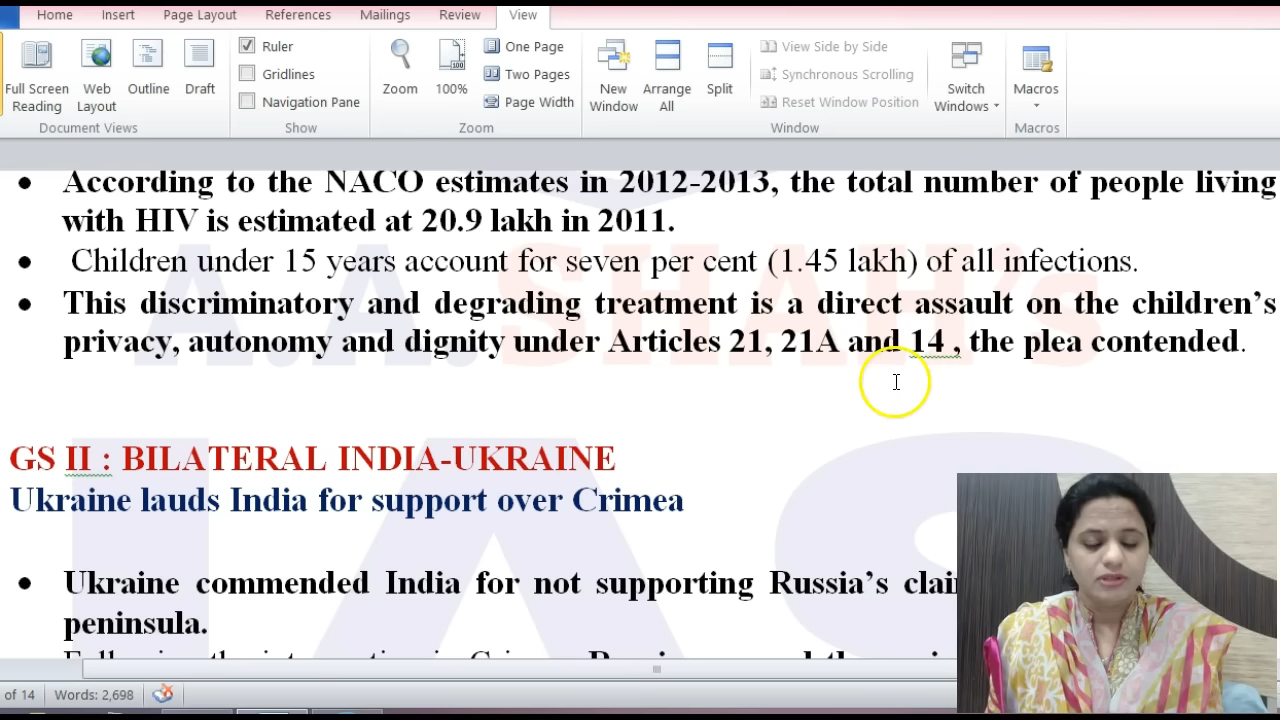 Home Insert Page Layout References Mailings Review View
Full Screen Reading
Web Layout
Outline
Draft
Document Views
Ruler
Gridlines
Navigation Pane
Show
Zoom
100%
One Page
Two Pages
Page Width
Zoom
New Window
Arrange All
Split
View Side by Side
Synchronous Scrolling
Reset Window Position
Switch Windows
Window
Macros
Macros
• According to the NACO estimates in 2012-2013, the total number of people living
with HIV is estimated at 20.9 lakh in 2011.
• Children under 15 years account for seven per cent (1.45 lakh) of all infections.
• This discriminatory and degrading treatment is a direct assault on the children’s
privacy, autonomy and dignity under Articles 21, 21A and 14 , the plea contended.
A.A.SHAH's
IAS
GS II : BILATERAL INDIA-UKRAINE
Ukraine lauds India for support over Crimea
• Ukraine commended India for not supporting Russia’s
peninsula.
of 14 Words: 2,698